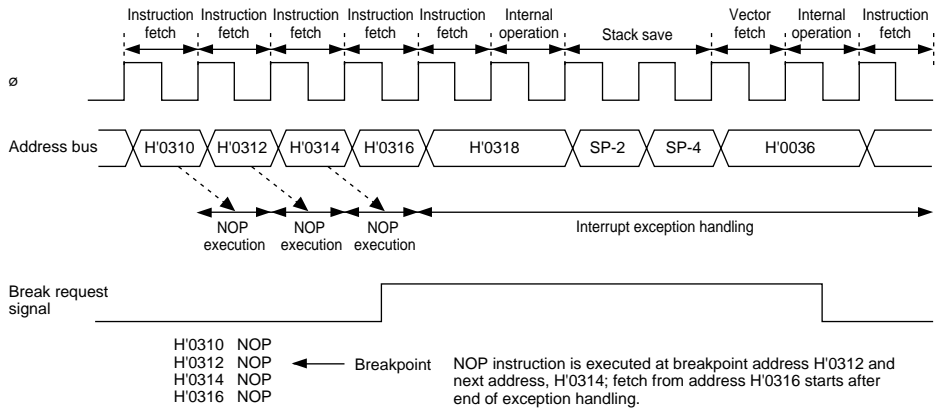 Instruction fetch
Instruction fetch
Instruction fetch
Instruction fetch
Instruction fetch
Internal operation
Stack save
Vector fetch
Internal operation
Instruction fetch
ø
Address bus
H'0310
H'0312
H'0314
H'0316
H'0318
SP-2
SP-4
H'0036
NOP execution
NOP execution
NOP execution
Interrupt exception handling
Break request
signal
H'0310 NOP
H'0312 NOP
H'0314 NOP
H'0316 NOP
Breakpoint
NOP instruction is executed at breakpoint address H'0312 and
next address, H'0314; fetch from address H'0316 starts after
end of exception handling.